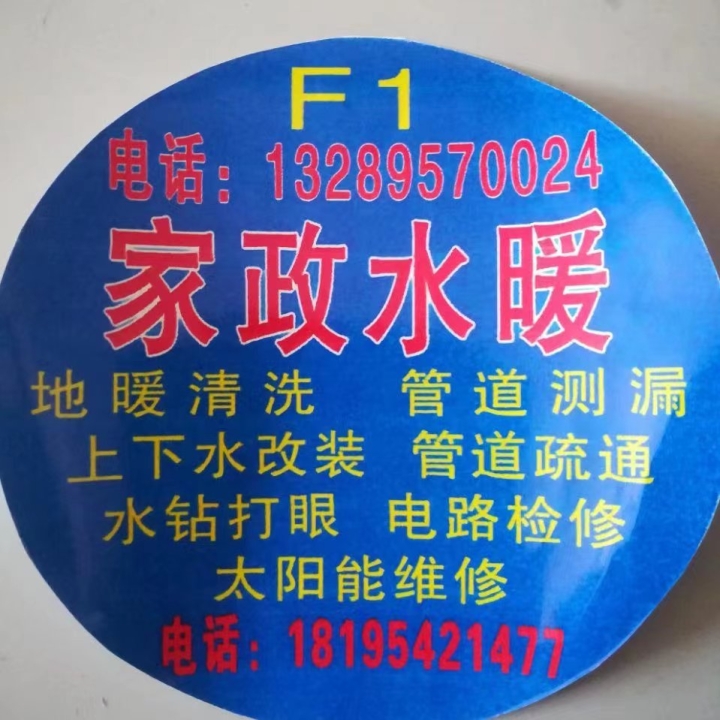 F1
电话：13289570024
家政水暖
地暖清洗 管道测漏
上下水改装 管道疏通
水钻打眼 电路检修
太阳能维修
电话：18195421477